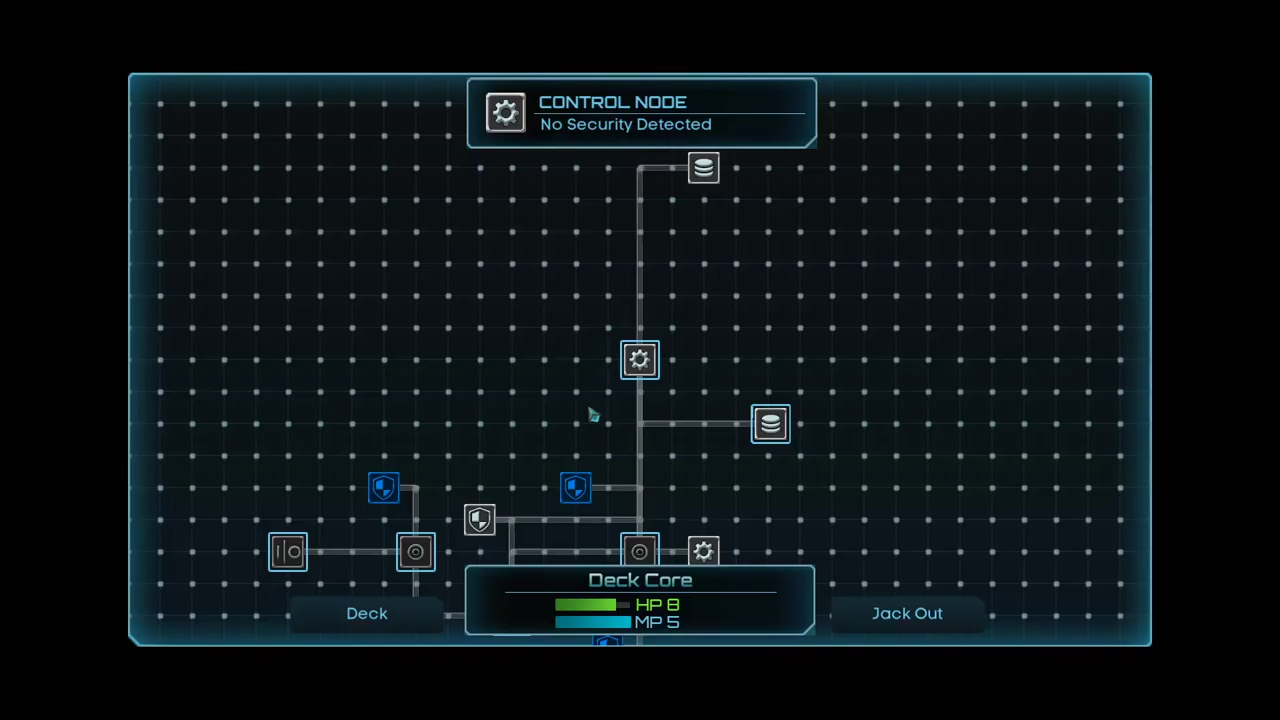 CONTROL NODE
No Security Detected
Deck Core
HP 8
MP 5
Deck
Jack Out